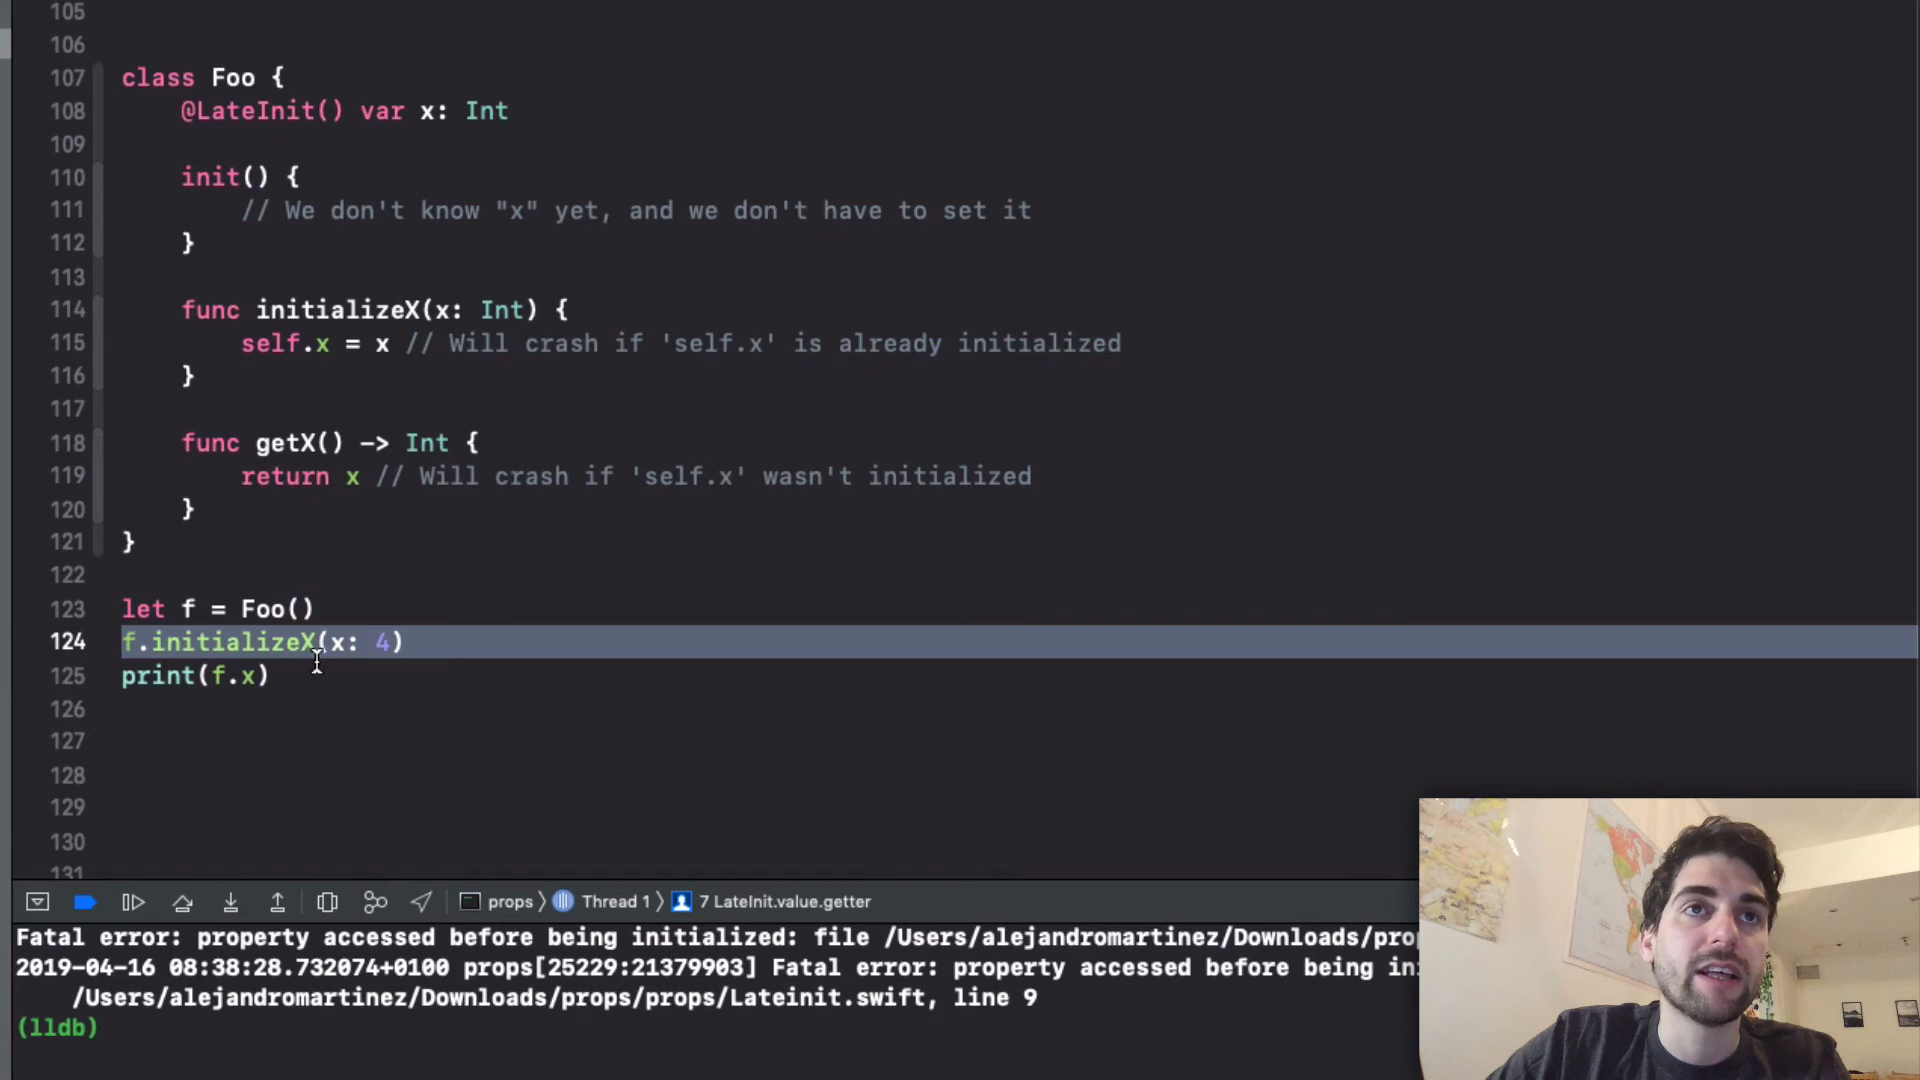 105
106
107 class Foo {
108 @LateInit() var x: Int
109
110 init() {
111 // We don't know "x" yet, and we don't have to set it
112 }
113
114 func initializeX(x: Int) {
115 self.x = x // Will crash if 'self.x' is already initialized
116 }
117
118 func getX() -> Int {
119 return x // Will crash if 'self.x' wasn't initialized
120 }
121 }
122
123 let f = Foo()
124 f.initializeX(x: 4)
125 print(f.x)
126
127
128
129
130
131
props Thread 1 7 LateInit.value.getter
Fatal error: property accessed before being initialized: file /Users/alejandromartinez/Downloads/pro
2019-04-16 08:38:28.732074+0100 props[25229:21379903] Fatal error: property accessed before being in
/Users/alejandromartinez/Downloads/props/props/Lateinit.swift, line 9
(lldb)